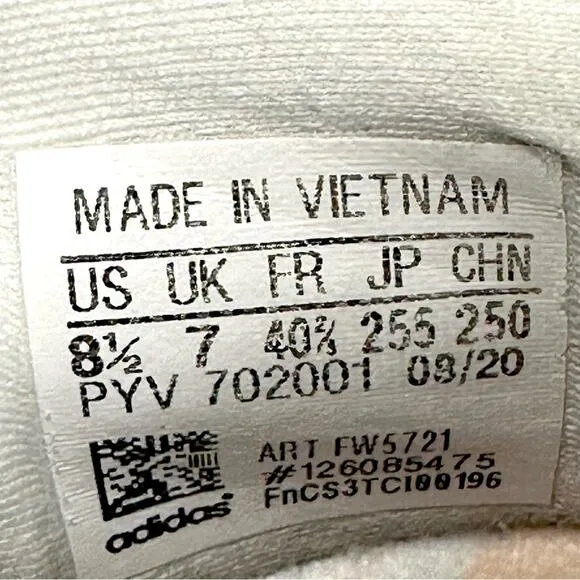 MADE IN VIETNAM
US UK FR JP CHN
8½ 7 40⅔ 255 250
PYV 702001 08/20
ART FW5721
#126085475
FnCS3TCI00196
adidas